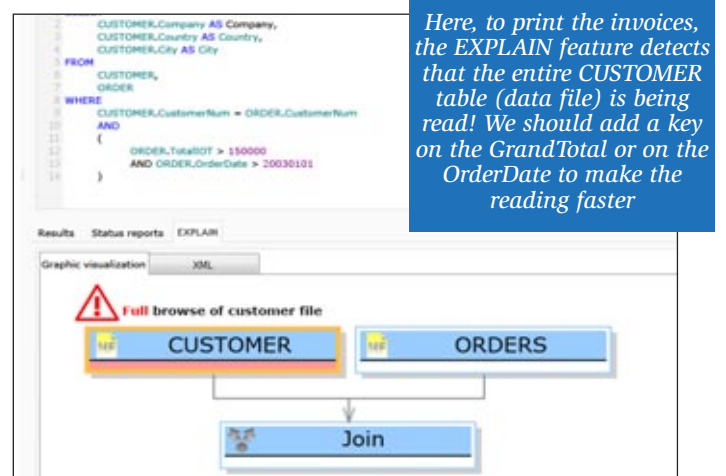 CUSTOMER.Company AS Company,
CUSTOMER.Country AS Country,
CUSTOMER.City AS City
FROM
CUSTOMER,
ORDER
WHERE
CUSTOMER.CustomerNum = ORDER.CustomerNum
AND
(
ORDER.TotalIOT > 150000
AND ORDER.OrderDate > 20030101
)
Here, to print the invoices,
the EXPLAIN feature detects
that the entire CUSTOMER
table (data file) is being
read! We should add a key
on the GrandTotal or on the
OrderDate to make the
reading faster
Results Status reports EXPLAIN
Graphic visualization XML
Full browse of customer file
CUSTOMER ORDERS
Join